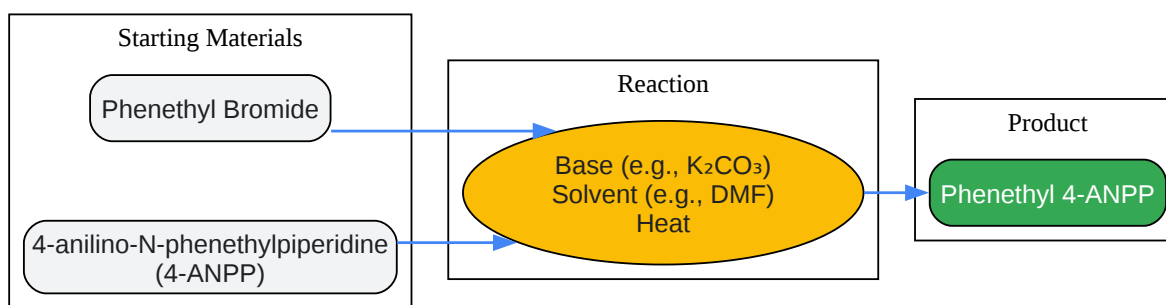 Starting Materials
Phenethyl Bromide
4-anilino-N-phenethylpiperidine
(4-ANPP)
Reaction
Base (e.g., K₂CO₃)
Solvent (e.g., DMF)
Heat
Product
Phenethyl 4-ANPP